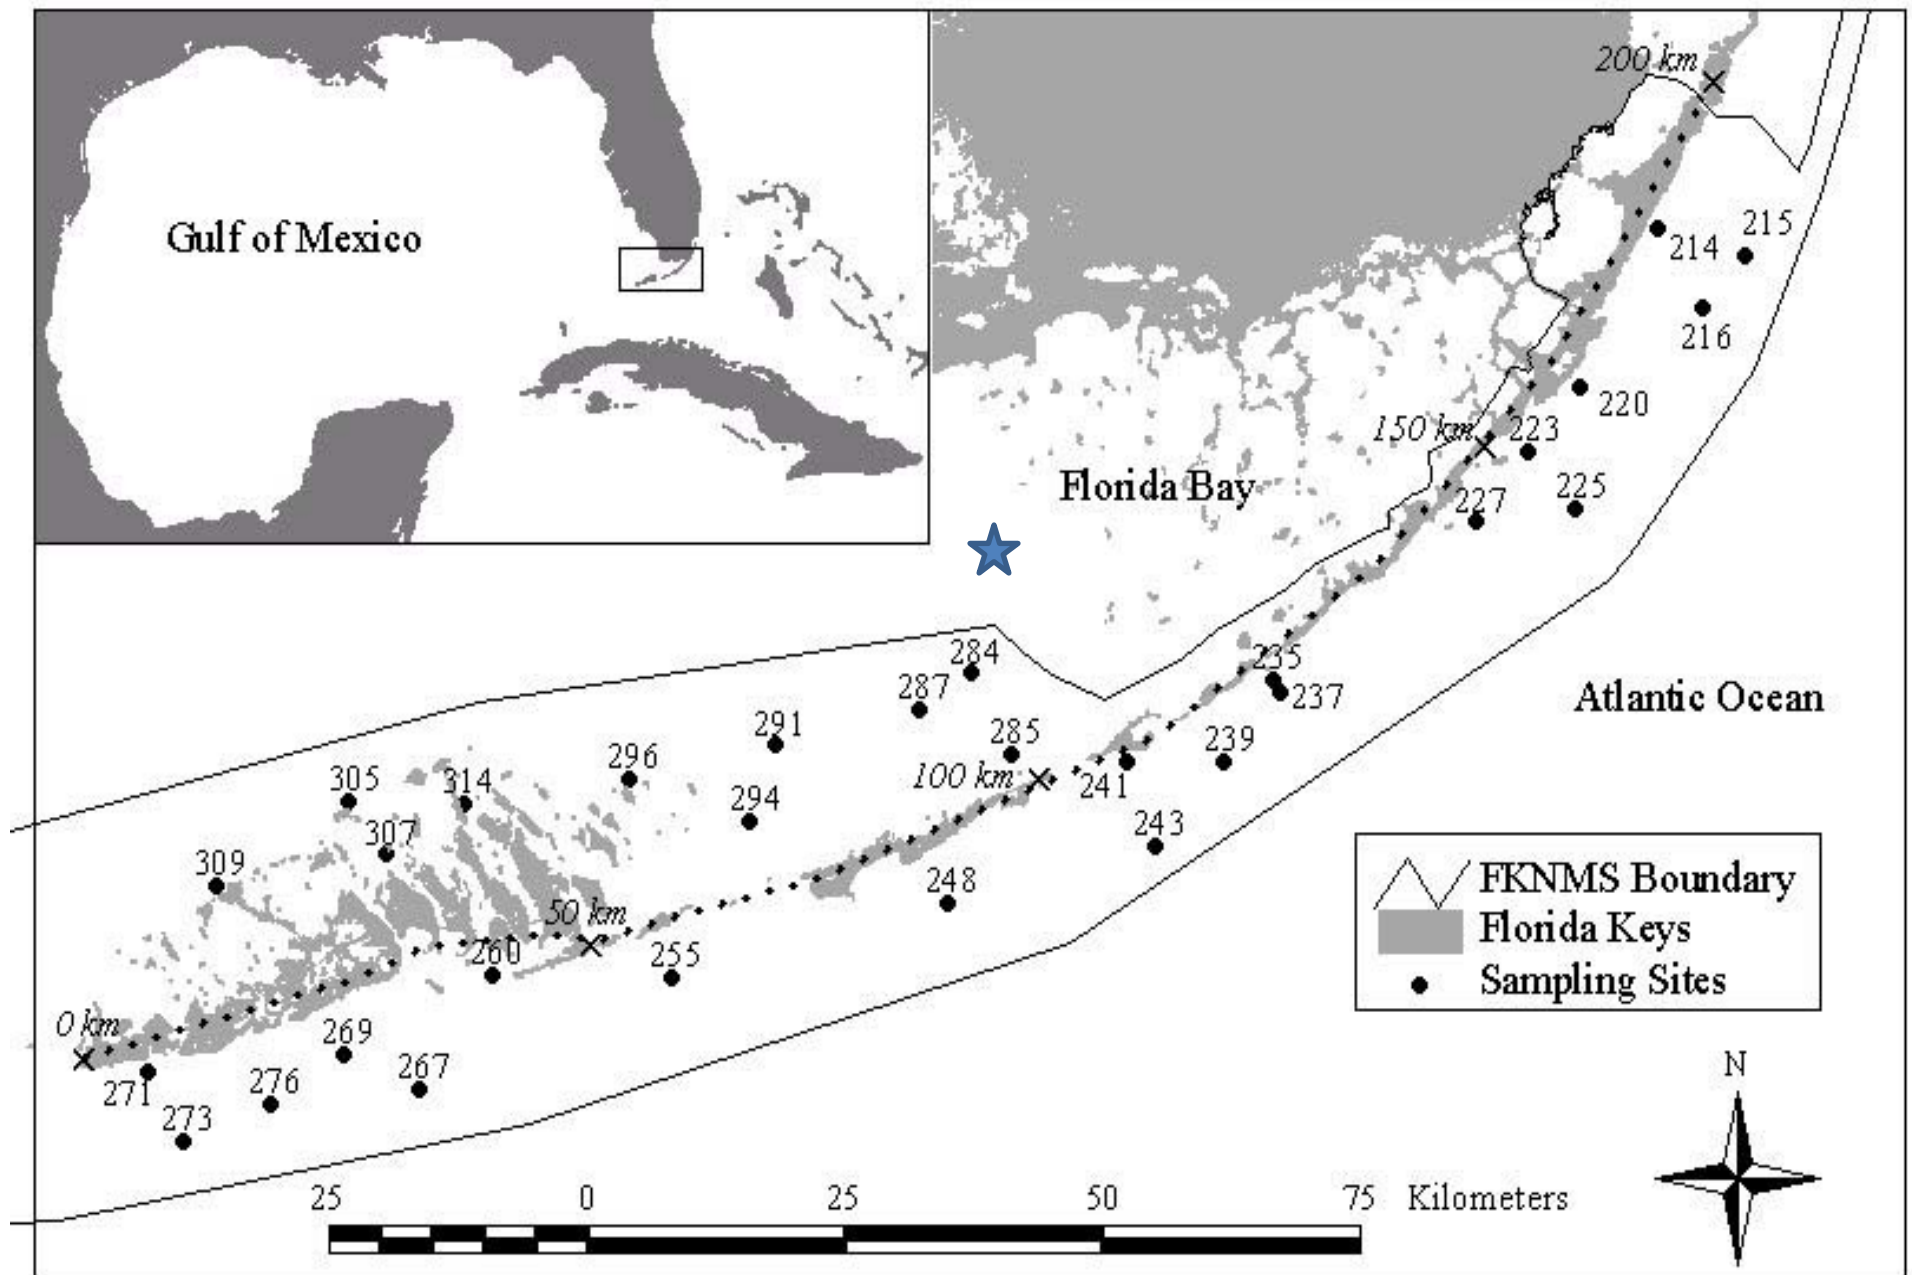 Gulf of Mexico
200 km
215
214
216
220
150 km
223
Florida Bay
227
225
284
235
287
237
Atlantic Ocean
291
285
239
296
100 km
241
305
314
294
243
307
309
248
50 km
260
255
0 km
269
271
276
267
273
FKNMS Boundary
Florida Keys
Sampling Sites
N
25 0 25 50 75 Kilometers